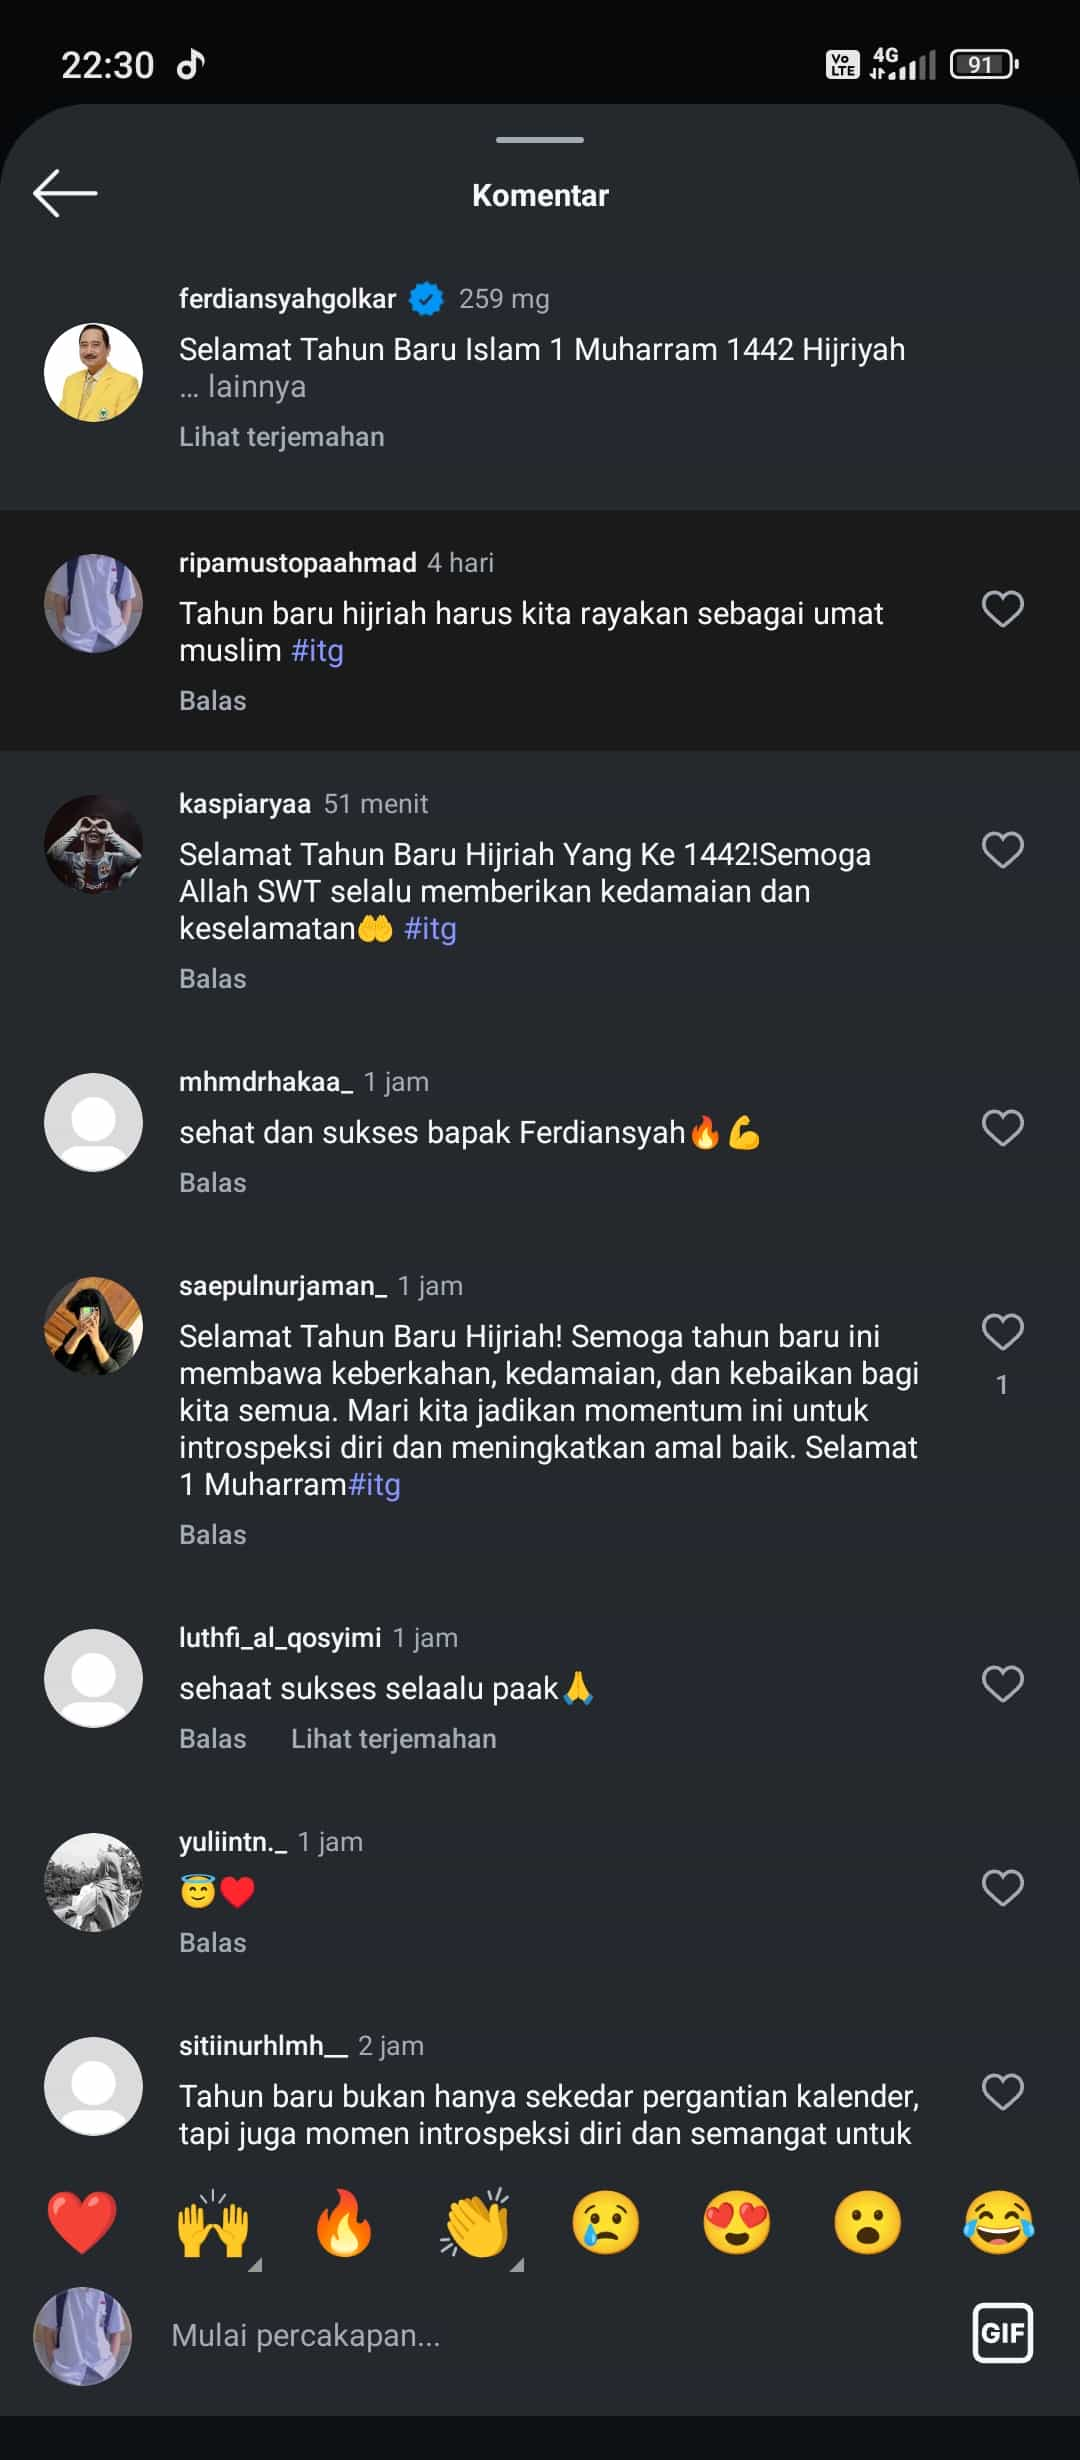 22:30
Vo LTE 4G 91
Komentar
ferdiansyahgolkar 259 mg
Selamat Tahun Baru Islam 1 Muharram 1442 Hijriyah
... lainnya
Lihat terjemahan
ripamustopaahmad 4 hari
Tahun baru hijriah harus kita rayakan sebagai umat
muslim #itg
Balas
kaspiaryaa 51 menit
Selamat Tahun Baru Hijriah Yang Ke 1442!Semoga
Allah SWT selalu memberikan kedamaian dan
keselamatan🤲 #itg
Balas
mhmdrhakaa_ 1 jam
sehat dan sukses bapak Ferdiansyah🔥💪
Balas
saepulnurjaman_ 1 jam
Selamat Tahun Baru Hijriah! Semoga tahun baru ini
membawa keberkahan, kedamaian, dan kebaikan bagi
kita semua. Mari kita jadikan momentum ini untuk
introspeksi diri dan meningkatkan amal baik. Selamat
1 Muharram#itg
1
Balas
luthfi_al_qosyimi 1 jam
sehaat sukses selaalu paak🙏
Balas Lihat terjemahan
yuliintn._ 1 jam
😇❤️
Balas
sitiinurhlmh__ 2 jam
Tahun baru bukan hanya sekedar pergantian kalender,
tapi juga momen introspeksi diri dan semangat untuk
❤️🙌🔥👏😢😍😮😂
Mulai percakapan...
GIF